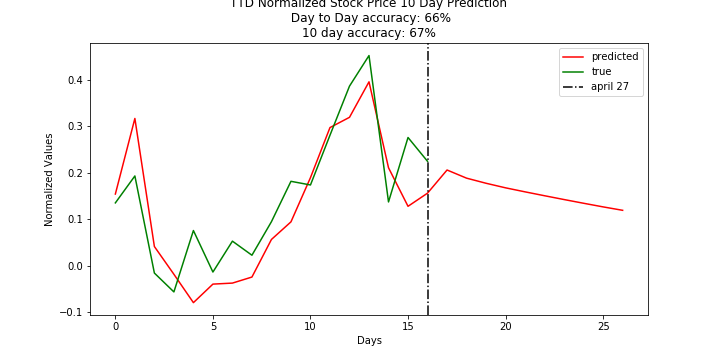 TTD Normalized Stock Price 10 Day Prediction
Day to Day accuracy: 66%
10 day accuracy: 67%
predicted
true
april 27
Normalized Values
0.4
0.3
0.2
0.1
0.0
−0.1
0
5
10
15
20
25
Days